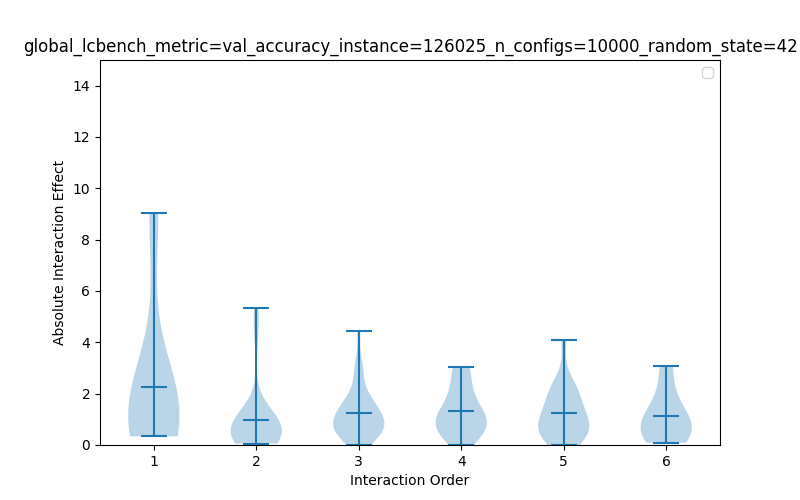 global_lcbench_metric=val_accuracy_instance=126025_n_configs=10000_random_state=42
14
12
10
8
6
4
2
0
Absolute Interaction Effect
1 2 3 4 5 6
Interaction Order